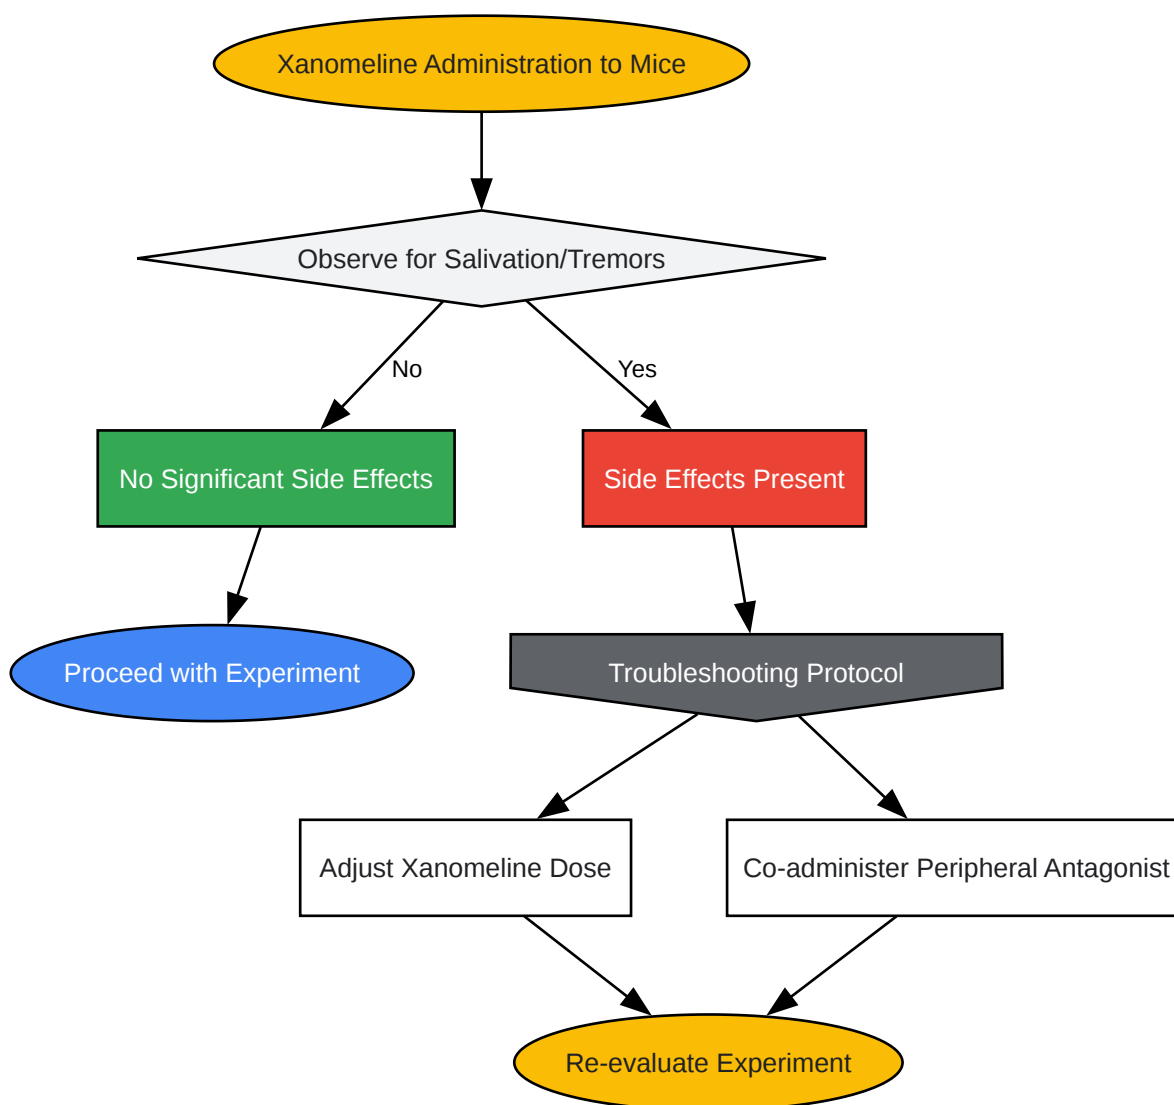 Xanomeline Administration to Mice
Observe for Salivation/Tremors
No
Yes
No Significant Side Effects
Side Effects Present
Proceed with Experiment
Troubleshooting Protocol
Adjust Xanomeline Dose
Co-administer Peripheral Antagonist
Re-evaluate Experiment